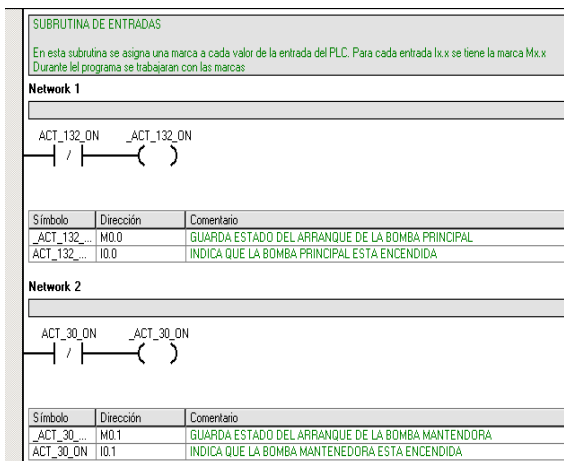 SUBRUTINA DE ENTRADAS
En esta subrutina se asigna una marca a cada valor de la entrada del PLC. Para cada entrada Ix.x se tiene la marca Mx.x
Durante lel programa se trabajaran con las marcas
Network 1
ACT_132_ON _ACT_132_ON
/
Símbolo Dirección Comentario
_ACT_132_... M0.0 GUARDA ESTADO DEL ARRANQUE DE LA BOMBA PRINCIPAL
ACT_132_... I0.0 INDICA QUE LA BOMBA PRINCIPAL ESTA ENCENDIDA
Network 2
ACT_30_ON _ACT_30_ON
/
Símbolo Dirección Comentario
_ACT_30_... M0.1 GUARDA ESTADO DEL ARRANQUE DE LA BOMBA MANTENDORA
ACT_30_ON I0.1 INDICA QUE LA BOMBA MANTENEDORA ESTA ENCENDIDA